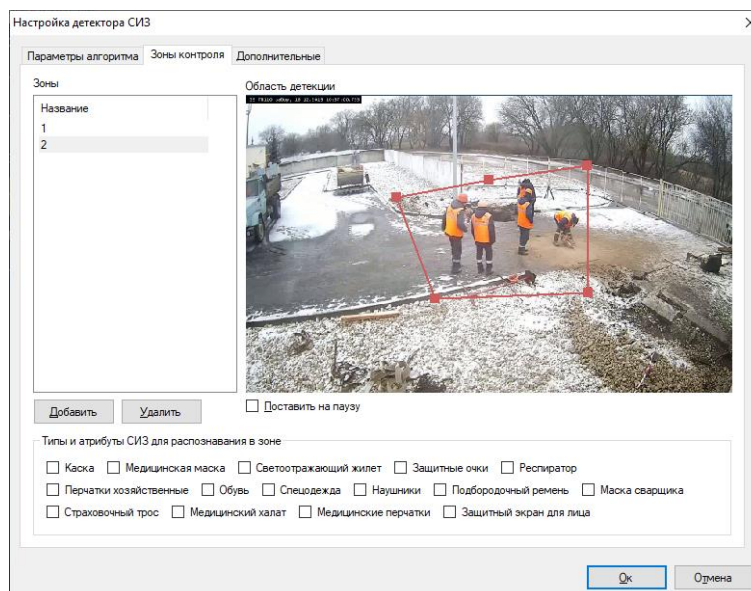 Настройка детектора СИЗ
Параметры алгоритма Зоны контроля Дополнительные
Зоны Область детекции
Название
1
2
Добавить Удалить Поставить на паузу
Типы и атрибуты СИЗ для распознавания в зоне
Каска Медицинская маска Светоотражающий жилет Защитные очки Респиратор
Перчатки хозяйственные Обувь Спецодежда Наушники Подбородочный ремень Маска сварщика
Страховочный трос Медицинский халат Медицинские перчатки Защитный экран для лица
Ок Отмена